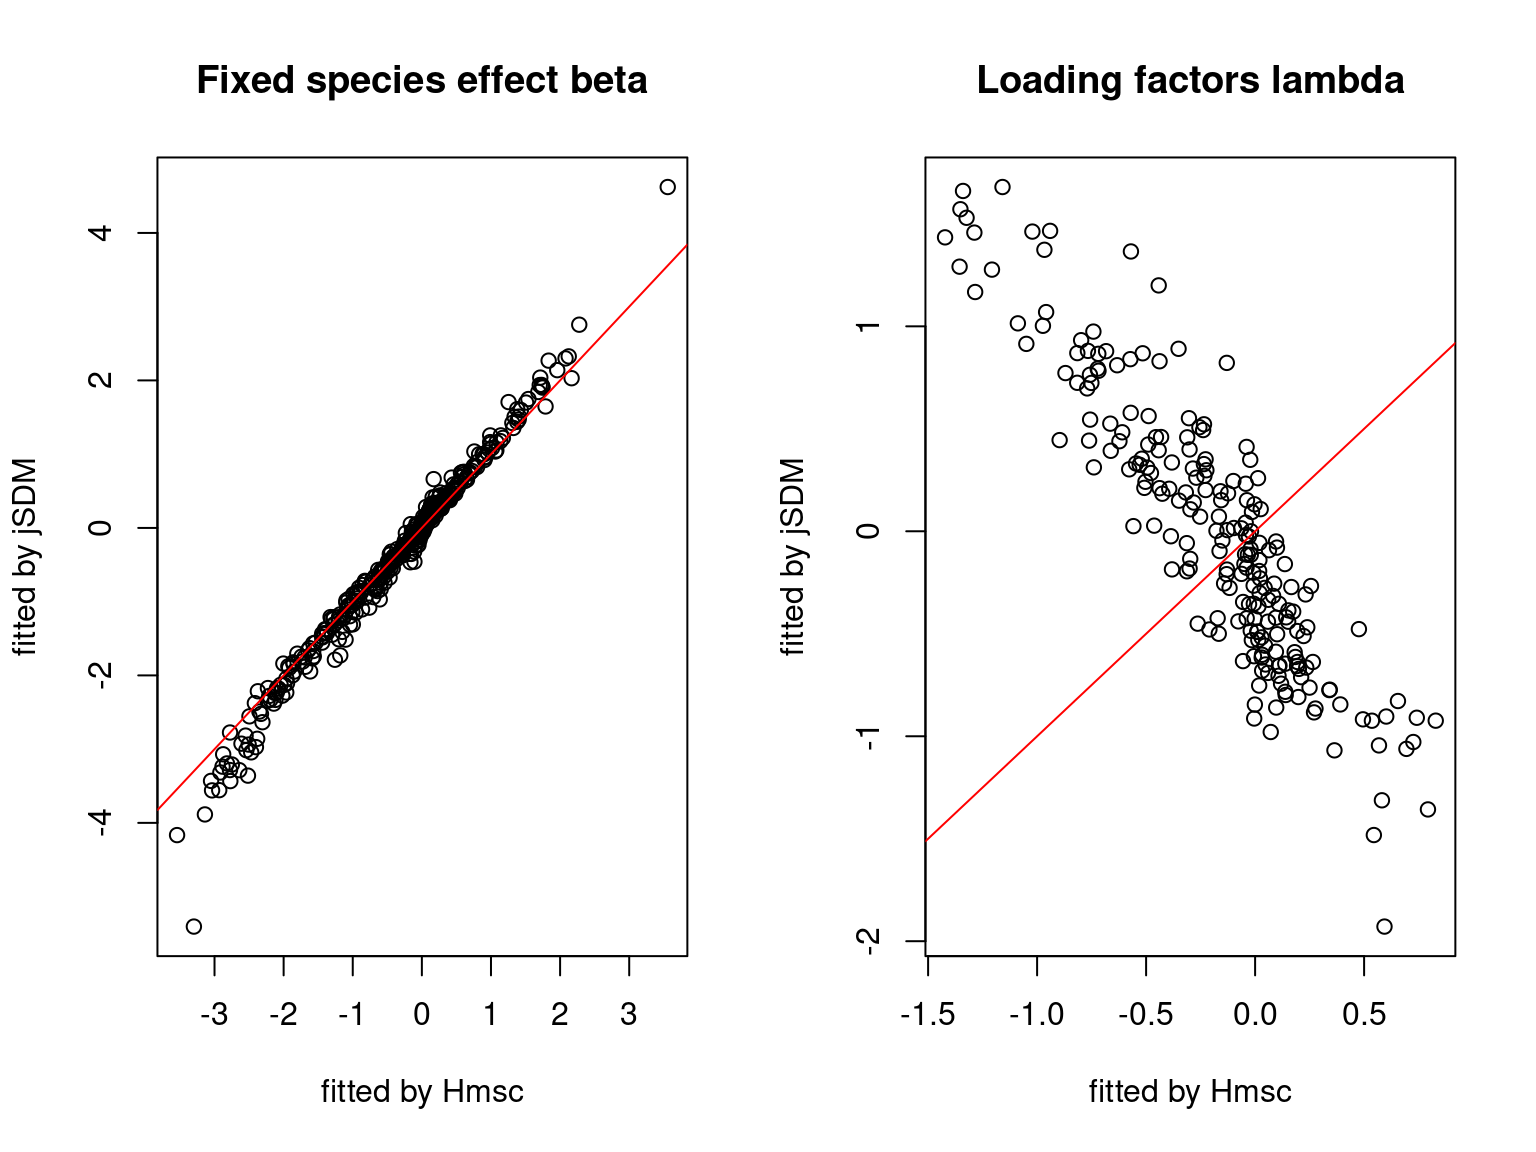 Fixed species effect beta
fitted by jSDM
4
2
0
-2
-4
-3 -2 -1 0 1 2 3
fitted by Hmsc
Loading factors lambda
fitted by jSDM
1
0
-1
-2
-1.5 -1.0 -0.5 0.0 0.5
fitted by Hmsc